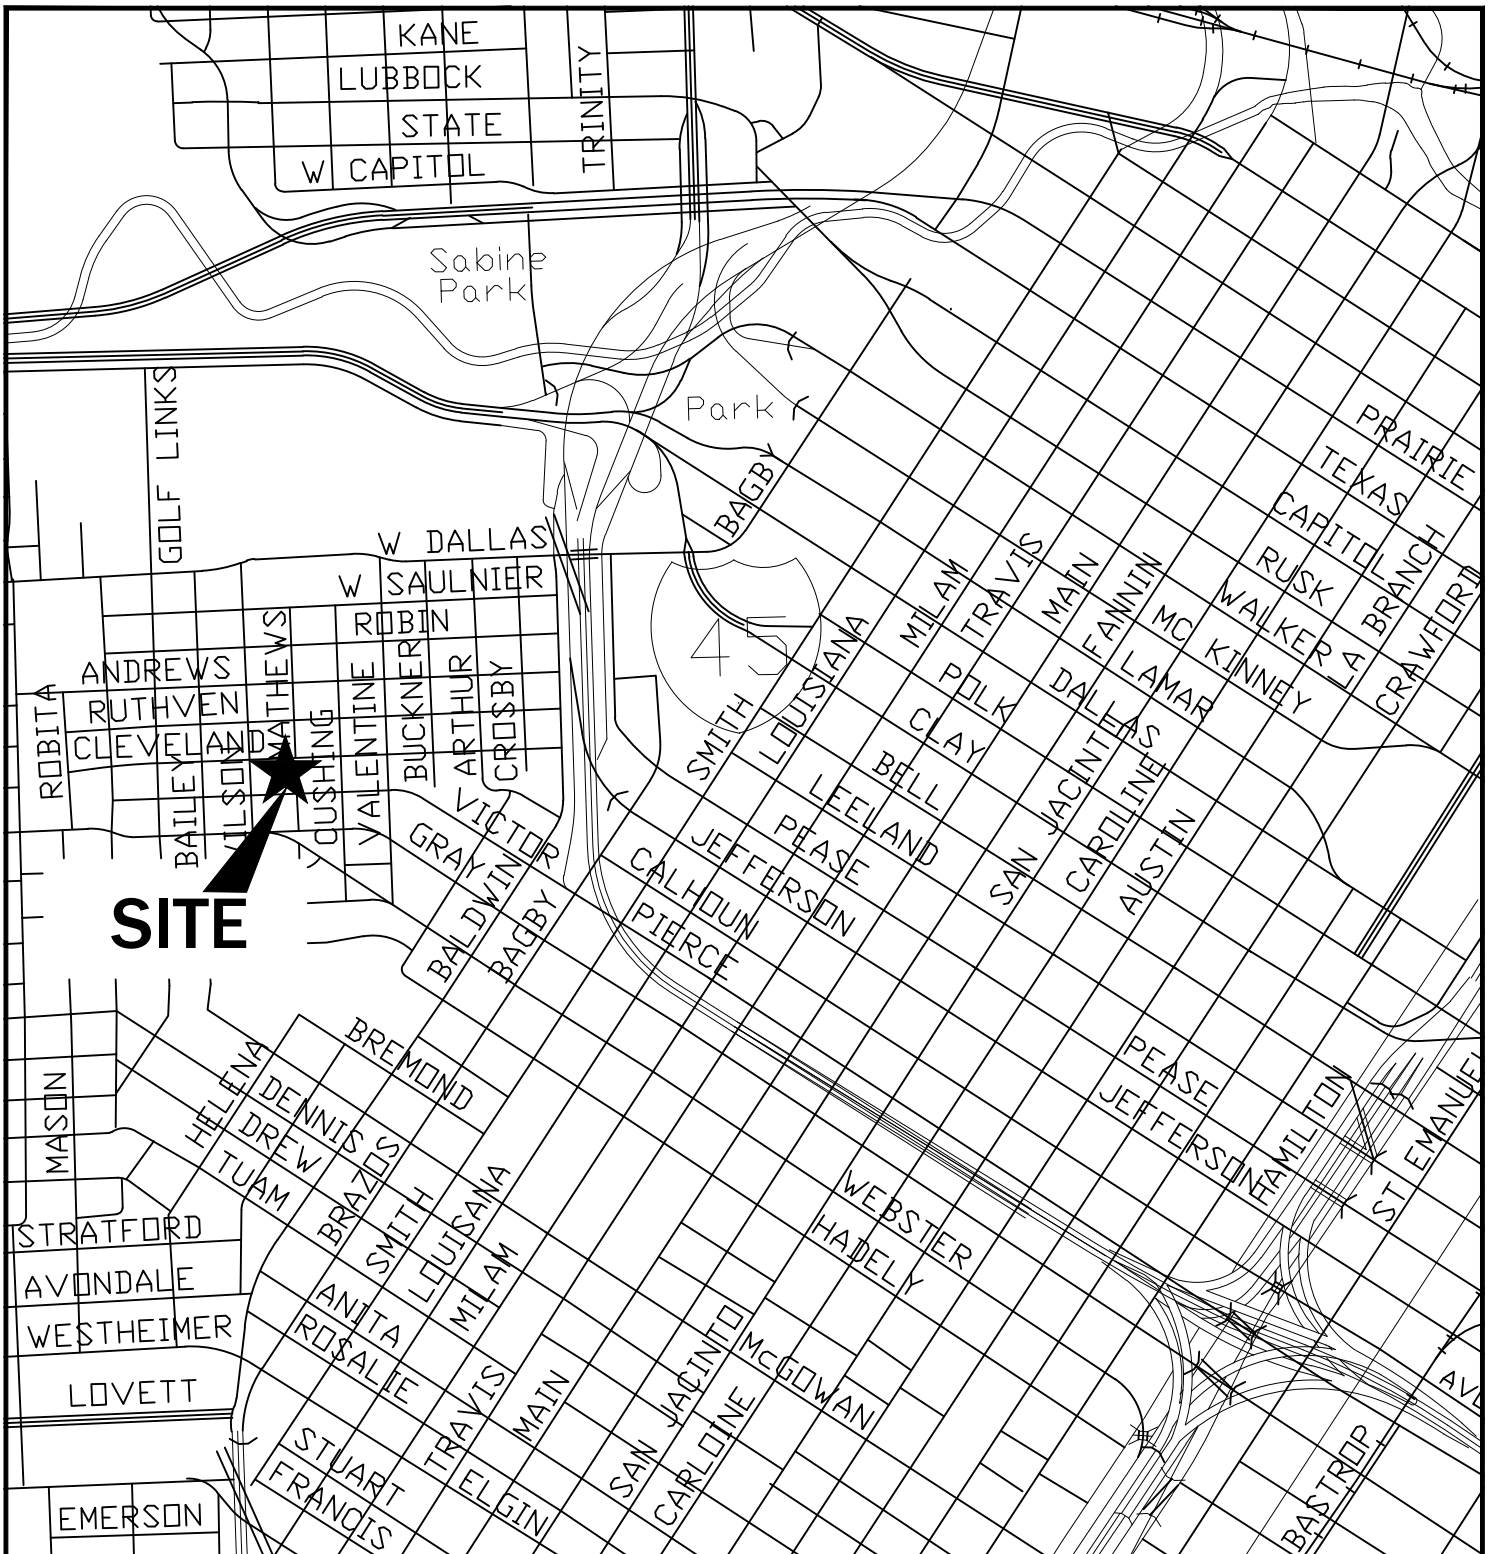 KANE
LUBBOCK
TRINITY
STATE
W CAPITOL
Sabine
Park
GOLF LINKS
Park
PRAIRIE
TEXAS
CAPITOL
BAGBY
BRANCH
RUSK
CRAWFORD
W DALLAS
W SAULNIER
MILAM
TRAVIS
MAIN
FANNIN
WALKER
MC KINNEY
LA
ROBIN
MATHEWS
45
LOUISIANA
ANDREWS
RUTHVEN
CLEVELAND
ROBITA
BAILEY
WILSON
CUSHING
VALENTINE
BUCKNER
ARTHUR
CROSBY
SMITH
POLK
DALLAS
LAMAR
CLAY
BELL
LEELAND
PEASE
JEFFERSON
CALHOUN
PIERCE
SAN JACINTO
CAROLINE
AUSTIN
VICTOR
GRAY
BALDWIN
BAGBY
SITE
BREMOND
HELENA
DENNIS
DREW
TUAM
MASON
PEASE
JEFFERSON
HAMILTON
ST EMANUEL
STRATFORD
AVONDALE
WESTHEIMER
LOVETT
BRAZOS
SMITH
LOUISANA
MILAM
WEBSTER
HADELY
ANITA
ROSALIE
McGOWAN
TRAVIS
MAIN
SAN JACINTO
CARLOINE
STUART
FRANCIS
ELGIN
EMERSON
BASTROP